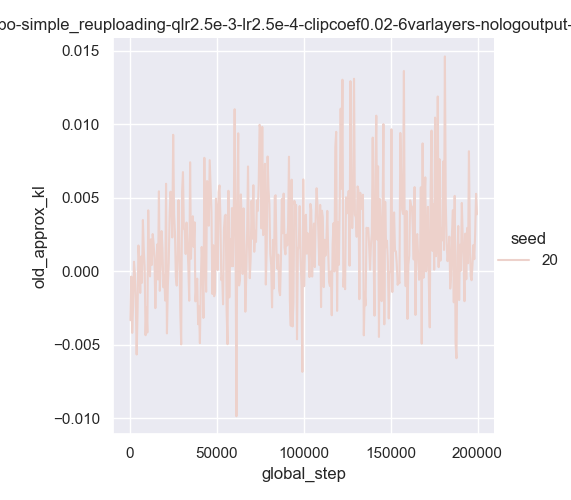 po-simple_reuploading-qlr2.5e-3-lr2.5e-4-clipcoef0.02-6varlayers-nologoutput-
0.015
0.010
0.005
0.000
−0.005
−0.010
old_approx_kl
0 50000 100000 150000 200000
global_step
seed
20